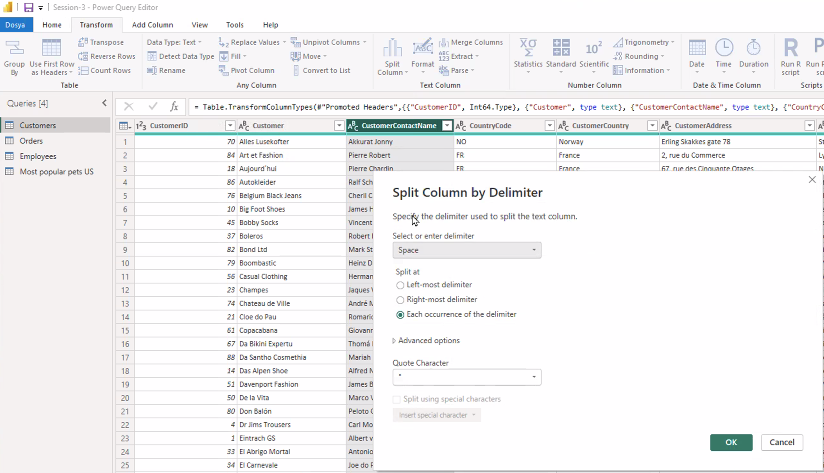 Session-3 - Power Query Editor
Dosya Home Transform Add Column View Tools Help
Group By
Use First Row as Headers
Transpose
Reverse Rows
Count Rows
Table
Data Type: Text
Detect Data Type
Rename
Replace Values
Fill
Pivot Column
Unpivot Columns
Move
Convert to List
Any Column
Split Column
Format
Merge Columns
Extract
Parse
Text Column
Statistics
Standard
Scientific
Trigonometry
Rounding
Information
Number Column
Date
Time
Duration
Date & Time Column
Run R script
Scripts
Queries [4]
Customers
Orders
Employees
Most popular pets US
= Table.TransformColumnTypes(#"Promoted Headers",{{"CustomerID", Int64.Type}, {"Customer", type text}, {"CustomerContactName", type text}, {"CountryC
CustomerID Customer CustomerContactName CountryCode CustomerCountry CustomerAddress
1 70 Alles Lusekofter Akkurat Jonny NO Norway Erling Skakkes gate 78
2 84 Art et Fashion Pierre Robert FR France 2, rue du Commerce
3 18 Aujourd'hui Pierre Chardin FR France 67, rue des Cinquante Otages
4 86 Autokleider Ralf Sch
5 76 Belgium Black Jeans Cheril C
6 10 Big Foot Shoes James H
7 45 Bobby Socks Vincent
8 37 Boleros Robert
9 82 Bond Ltd Mark St
10 79 Boombastic Heinz D
11 56 Casual Clothing Herman
12 23 Champes Jaques
13 74 Chateau de Ville André
14 21 Cloe do Pau Romaric
15 61 Copacabana Giovann
16 67 Da Bikini Expertu Thomá
17 88 Da Santho Cosmethia Mariah
18 14 Das Alpen Shoe Alfred N
19 51 Davenport Fashion James B
20 50 De la Vita Marco V
21 80 Don Balón Peloto
22 4 Dr Jims Trousers Carl Mo
23 1 Eintrach GS Albert v
24 33 El Abrigo Mortal Antonio
25 34 El Carnevale Joe do F
Split Column by Delimiter
Specify the delimiter used to split the text column.
Select or enter delimiter
Space
Split at
Left-most delimiter
Right-most delimiter
Each occurrence of the delimiter
Advanced options
Quote Character
"
Split using special characters
Insert special character
OK Cancel